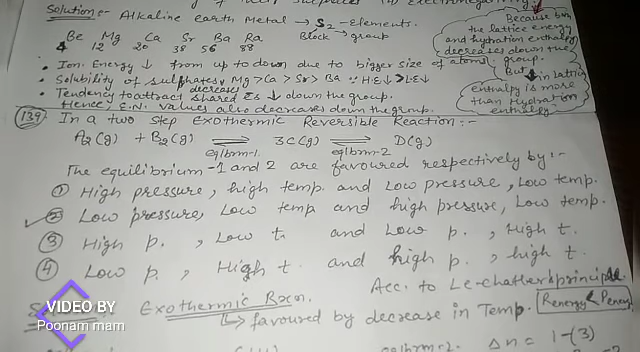 Solution:- Alkaline earth Metal → S2 - elements.
Block → group
Be Mg Ca Sr Ba Ra
4 12 20 38 56 88
• Ion. Energy ↓ from up to down due to bigger size of atoms.
• Solubility of sulphates Mg > Ca > Sr > Ba ∵ H.E↓ > L.E↓
• Tendency to attract shared e̅s decreases ↓ down the group.
Hence E.N. values also decreases down the group.
Because both
the lattice energy
and hydration enthalpy
decreases down the
group.
But ↓ in lattice
enthalpy is more
than Hydration
enthalpy
(139) In a two step Exothermic Reversible Reaction:-
A2(g) + B2(g) ⇌ 3C(g) ⇌ D(g)
eqlbrm-1 eqlbrm-2
The equilibrium-1 and 2 are favoured respectively by:-
① High pressure, high temp. and Low pressure, Low temp.
② Low pressure, Low temp and high pressure, Low temp.
③ High p. , Low t. and Low p. , High t.
④ Low p. , High t. and high p. , high t.
Acc. to Le-chatliersprinciple
Exothermic Rxn.
↳ favoured by decrease in Temp.
eqlbrm-2. Δn = 1-(3)
VIDEO BY
Poonam mam